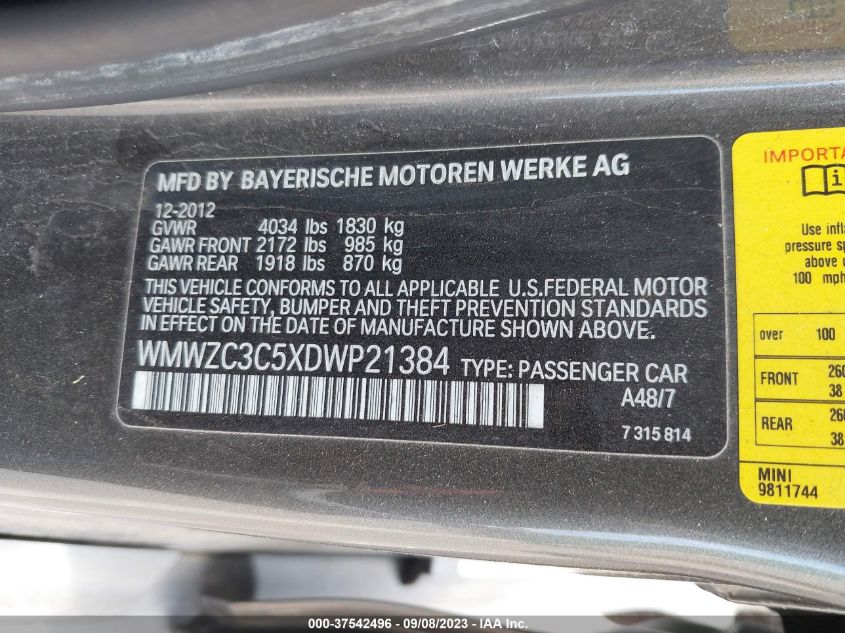 MFD BY BAYERISCHE MOTOREN WERKE AG
12-2012
GVWR 4034 lbs 1830 kg
GAWR FRONT 2172 lbs 985 kg
GAWR REAR 1918 lbs 870 kg
THIS VEHICLE CONFORMS TO ALL APPLICABLE U.S.FEDERAL MOTOR
VEHICLE SAFETY, BUMPER AND THEFT PREVENTION STANDARDS
IN EFFECT ON THE DATE OF MANUFACTURE SHOWN ABOVE.
WMWZC3C5XDWP21384 TYPE: PASSENGER CAR
A48/7
7 315 814
IMPORTA
Use infla
pressure sp
above
100 mph
over 100
FRONT 260
38
REAR 260
38
MINI
9811744
000-37542496 - 09/08/2023 - IAA Inc.